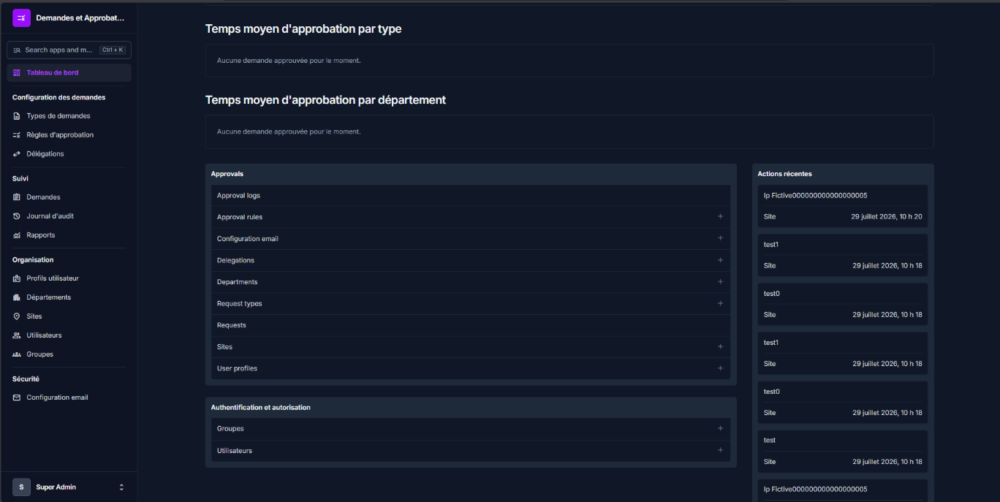 Demandes et Approbat...
Search apps and m... Ctrl + K
Tableau de bord
Configuration des demandes
Types de demandes
Règles d'approbation
Délégations
Suivi
Demandes
Journal d'audit
Rapports
Organisation
Profils utilisateur
Départements
Sites
Utilisateurs
Groupes
Sécurité
Configuration email
S Super Admin
Temps moyen d'approbation par type
Aucune demande approuvée pour le moment.
Temps moyen d'approbation par département
Aucune demande approuvée pour le moment.
Approvals
Approval logs
Approval rules
Configuration email
Delegations
Departments
Request types
Requests
Sites
User profiles
Authentification et autorisation
Groupes
Utilisateurs
Actions récentes
Ip Fictive000000000000000005
Site 29 juillet 2026, 10 h 20
test1
Site 29 juillet 2026, 10 h 18
test0
Site 29 juillet 2026, 10 h 18
test1
Site 29 juillet 2026, 10 h 18
test0
Site 29 juillet 2026, 10 h 18
test
Site 29 juillet 2026, 10 h 18
Ip Fictive000000000000000005